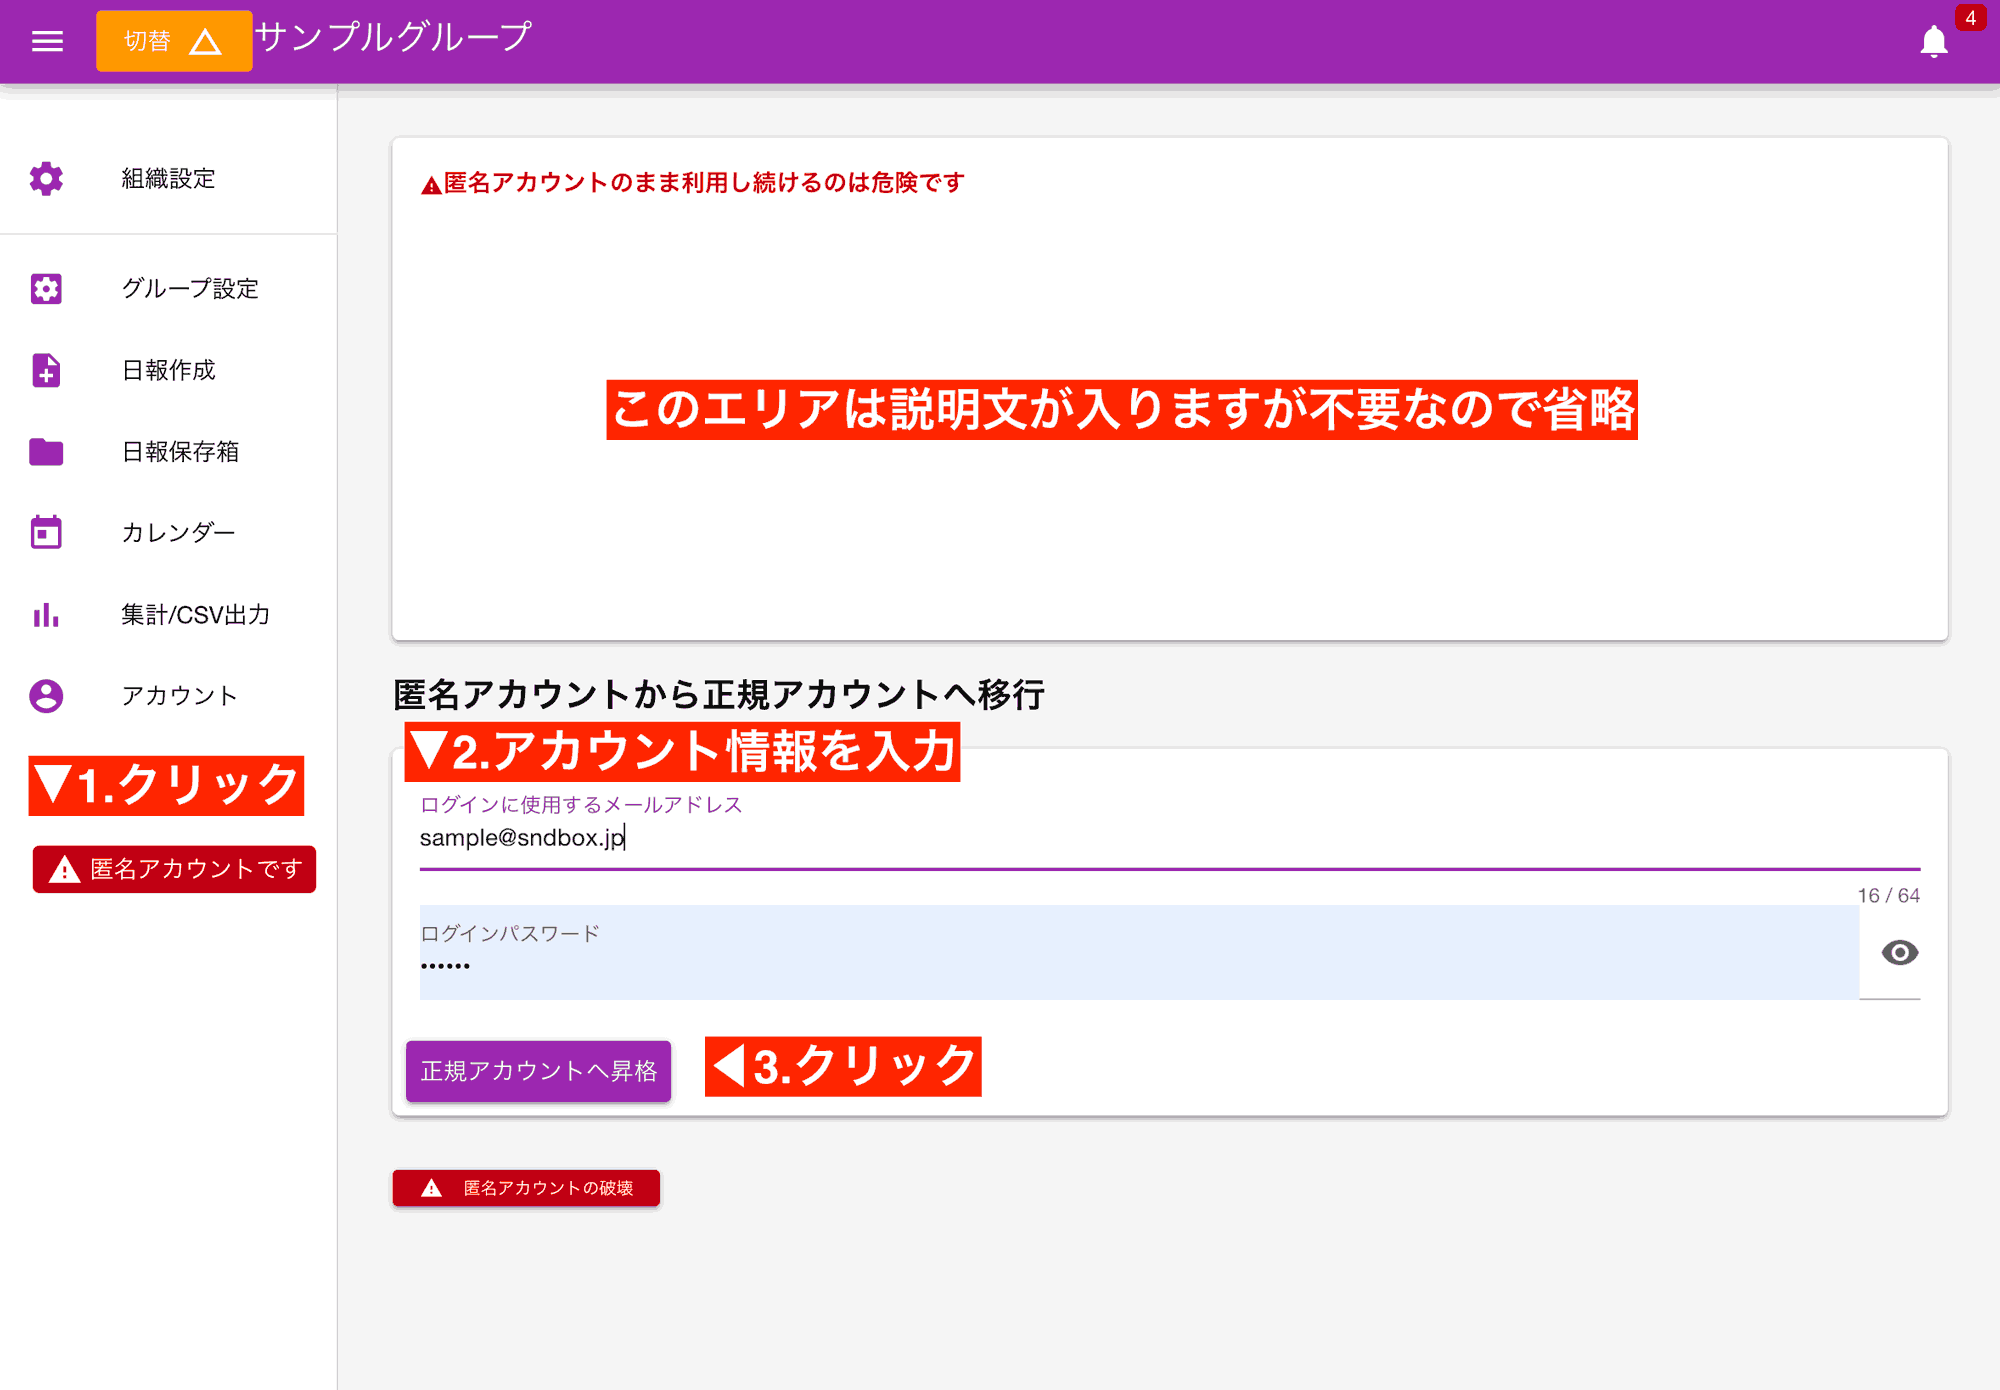 切替 サンプルグループ
4
組織設定
グループ設定
日報作成
日報保存箱
カレンダー
集計/CSV出力
アカウント
▼1.クリック
匿名アカウントです
匿名アカウントのまま利用し続けるのは危険です
このエリアは説明文が入りますが不要なので省略
匿名アカウントから正規アカウントへ移行
▼2.アカウント情報を入力
ログインに使用するメールアドレス
sample@sndbox.jp
16 / 64
ログインパスワード
••••••
正規アカウントへ昇格
◀3.クリック
匿名アカウントの破壊